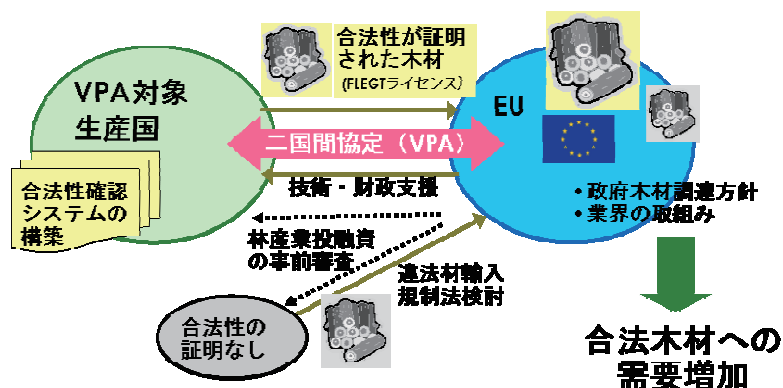 合法性が証明
された木材
(FLEGTライセンス)
VPA対象
生産国
EU
二国間協定（VPA）
合法性確認
システムの
構築
技術・財政支援
・政府木材調達方針
・業界の取組み
林産業投融資
の事前審査
違法材輸入
規制法検討
合法性の
証明なし
合法木材への
需要増加